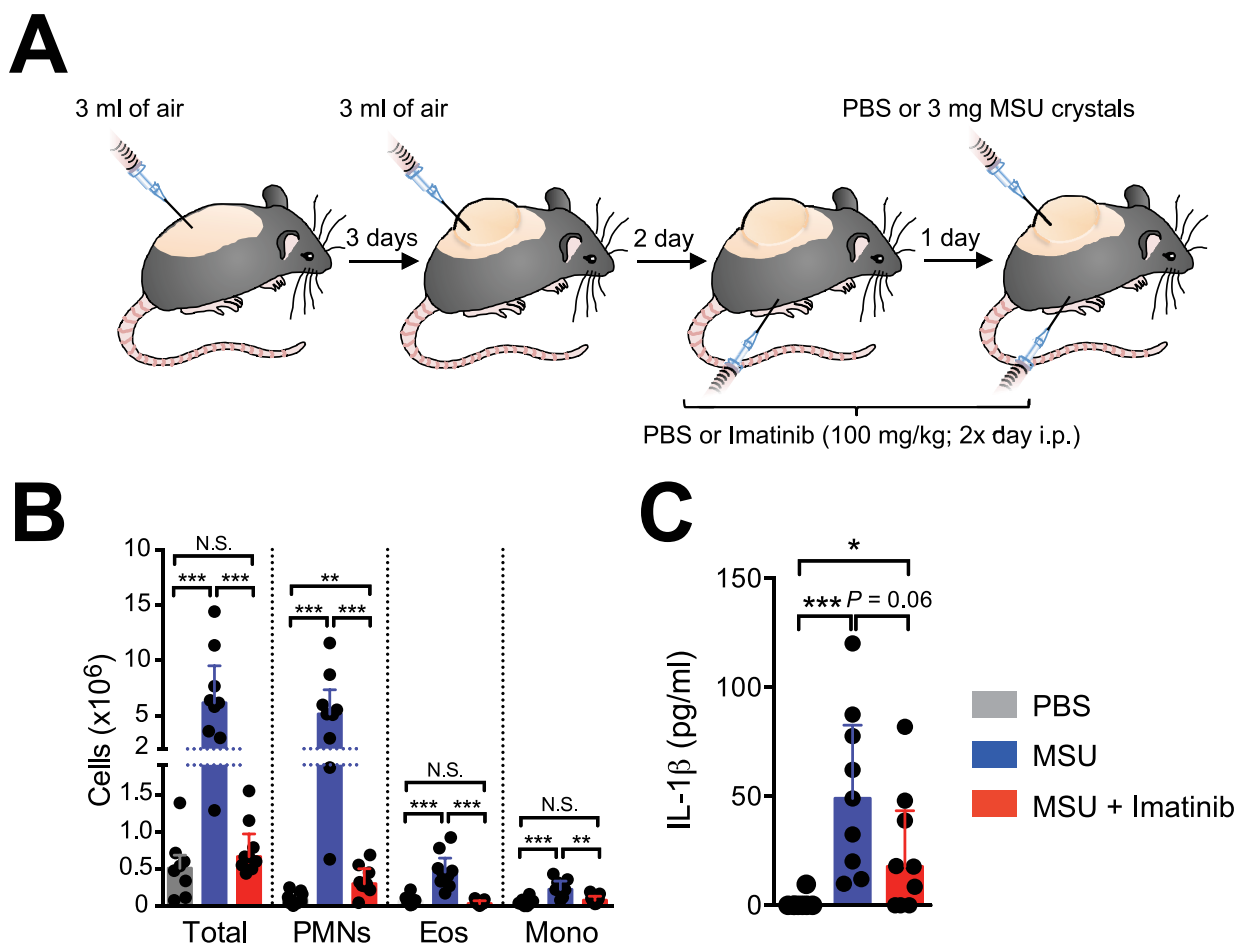 A
3 ml of air
3 ml of air
PBS or 3 mg MSU crystals
3 days
2 day
1 day
PBS or Imatinib (100 mg/kg; 2x day i.p.)
B
Cells (x10⁶)
10
15
10
5
2
1.5
1.0
0.5
0
N.S.
*** ***
**
*** ***
N.S.
*** ***
N.S.
*** **
Total PMNs Eos Mono
C
IL-1β (pg/ml)
150
100
50
0
*
*** P = 0.06
PBS
MSU
MSU + Imatinib